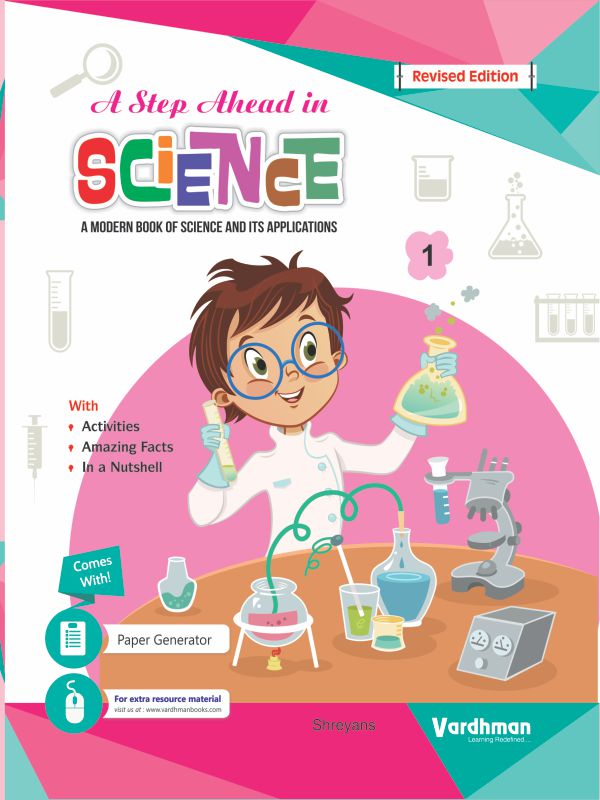 Revised Edition
A Step Ahead in
SCIENCE
A MODERN BOOK OF SCIENCE AND ITS APPLICATIONS
1
With
Activities
Amazing Facts
In a Nutshell
Comes
With!
Paper Generator
For extra resource material
visit us at : www.vardhmanbooks.com
Shreyans
Vardhman
Learning Redefined....